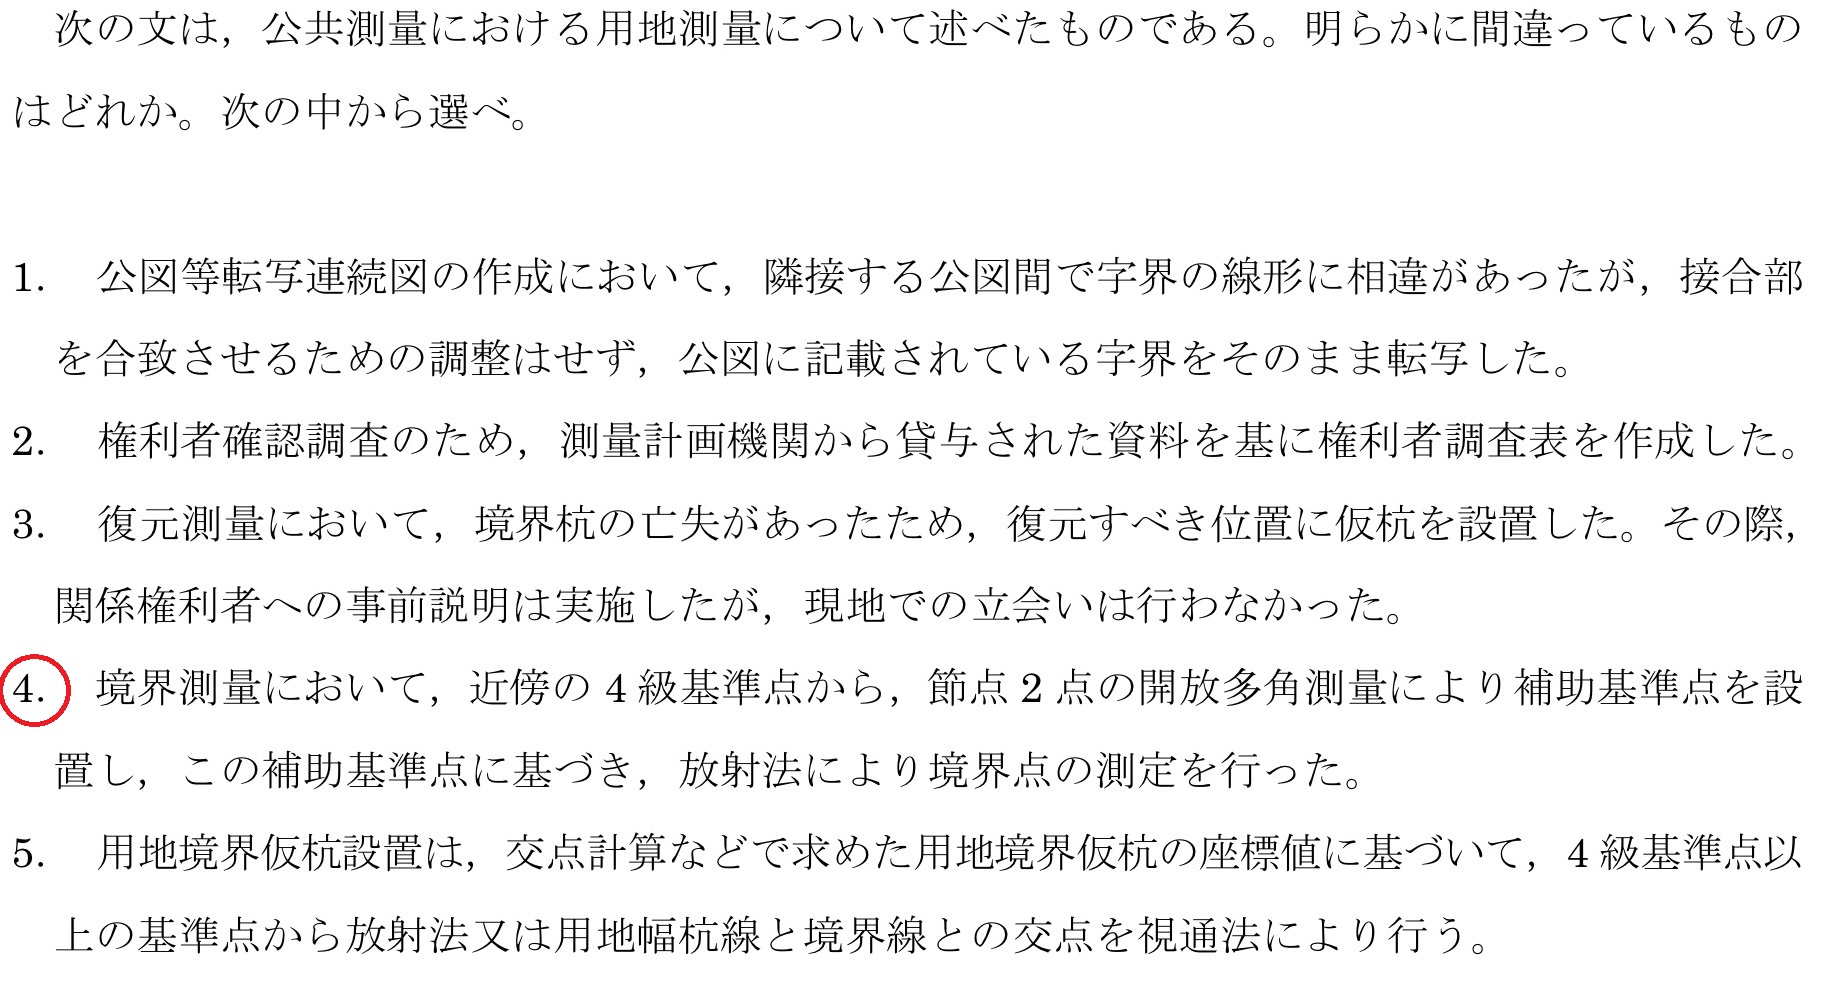 次の文は，公共測量における用地測量について述べたものである。明らかに間違っているもの
はどれか。次の中から選べ。
1. 公図等転写連続図の作成において，隣接する公図間で字界の線形に相違があったが，接合部
を合致させるための調整はせず，公図に記載されている字界をそのまま転写した。
2. 権利者確認調査のため，測量計画機関から貸与された資料を基に権利者調査表を作成した。
3. 復元測量において，境界杭の亡失があったため，復元すべき位置に仮杭を設置した。その際，
関係権利者への事前説明は実施したが，現地での立会いは行わなかった。
4. 境界測量において，近傍の 4 級基準点から，節点 2 点の開放多角測量により補助基準点を設
置し，この補助基準点に基づき，放射法により境界点の測定を行った。
5. 用地境界仮杭設置は，交点計算などで求めた用地境界仮杭の座標値に基づいて，4 級基準点以
上の基準点から放射法又は用地幅杭線と境界線との交点を視通法により行う。